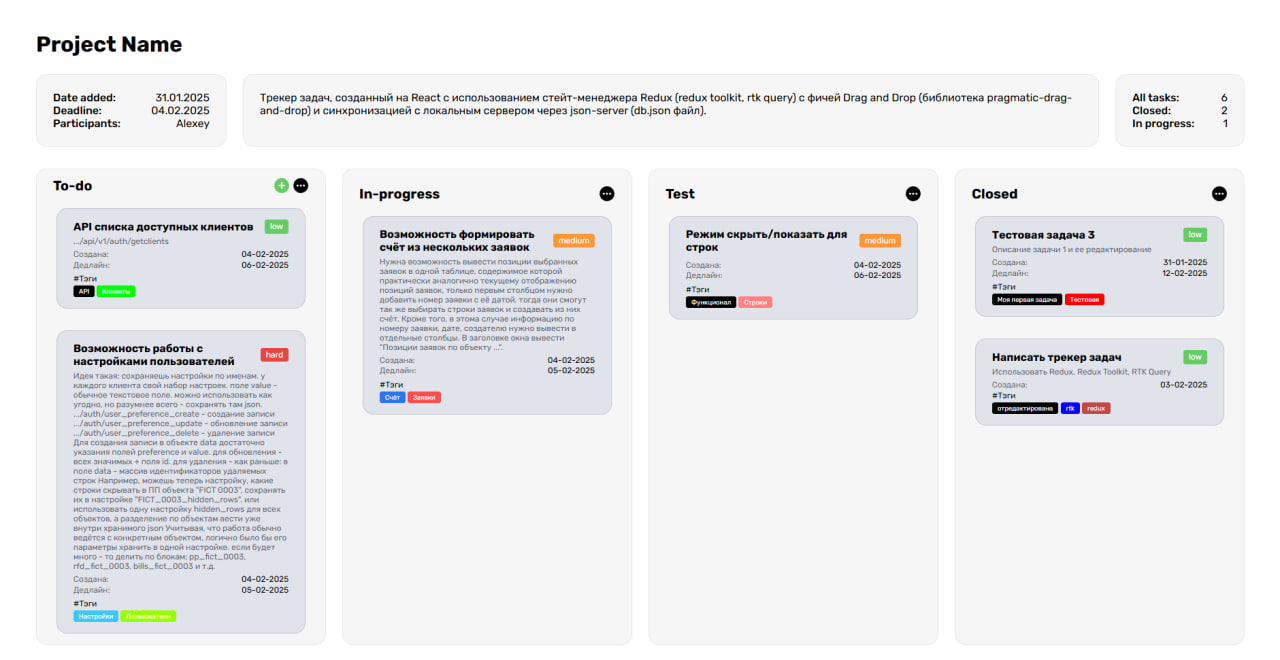 Project Name
Date added: 31.01.2025
Deadline: 04.02.2025
Participants: Alexey
Трекер задач, созданный на React с использованием стейт-менеджера Redux (redux toolkit, rtk query) с фичей Drag and Drop (библиотека pragmatic-drag-
and-drop) и синхронизацией с локальным сервером через json-server (db.json файл).
All tasks: 6
Closed: 2
In progress: 1
To-do
API списка доступных клиентов low
.../api/v1/auth/getclients
Создана: 04-02-2025
Дедлайн: 06-02-2025
#Тэги
API Клиенты
Возможность работы с
настройками пользователей hard
Идея такая: сохраняешь настройки по именам. у
каждого клиента свой набор настроек. поле value -
обычное текстовое поле. можно использовать как
угодно, но разумнее всего - сохранять там json.
.../auth/user_preference_create - создание записи
.../auth/user_preference_update - обновление записи
.../auth/user_preference_delete - удаление записи
Для создания записи в объекте data достаточно
указания полей preference и value. для обновления -
всех значимых + поля id. для удаления - как раньше: в
поле data - массив идентификаторов удаляемых
строк Например, можешь теперь настройку, какие
строки скрывать в ПП объекта "FICT 0003", сохранять
их в настройке "FICT_0003_hidden_rows". или
использовать одну настройку hidden_rows для всех
объектов, а разделение по объектам вести уже
внутри хранимого json Учитывая, что работа обычно
ведётся с конкретным объектом, логично было бы его
параметры хранить в одной настройке. если будет
много - то делить по блокам: pp_fict_0003,
rfd_fict_0003, bills_fict_0003 и т.д.
Создана: 04-02-2025
Дедлайн: 05-02-2025
#Тэги
Настройки Пользователи
In-progress
Возможность формировать
счёт из нескольких заявок medium
Нужна возможность вывести позиции выбранных
заявок в одной таблице, содержимое которой
практически аналогично текущему отображению
позиций заявок, только первым столбцом нужно
добавить номер заявки с её датой. тогда они смогут
так же выбирать строки заявок и создавать из них
счёт. Кроме того, в этома случае информацию по
номеру заявки, дате, создателю нужно вывести в
отдельные столбцы. В заголовке окна вывести
"Позиции заявок по объекту ...".
Создана: 04-02-2025
Дедлайн: 05-02-2025
#Тэги
Счёт Заявки
Test
Режим скрыть/показать для
строк medium
Создана: 04-02-2025
Дедлайн: 06-02-2025
#Тэги
Функционал Строки
Closed
Тестовая задача 3 low
Описание задачи 1 и ее редактирование
Создана: 31-01-2025
Дедлайн: 12-02-2025
#Тэги
Моя первая задача Тестовая
Написать трекер задач low
Использовать Redux, Redux Toolkit, RTK Query
Создана: 03-02-2025
#Тэги
отредактирована rtk redux